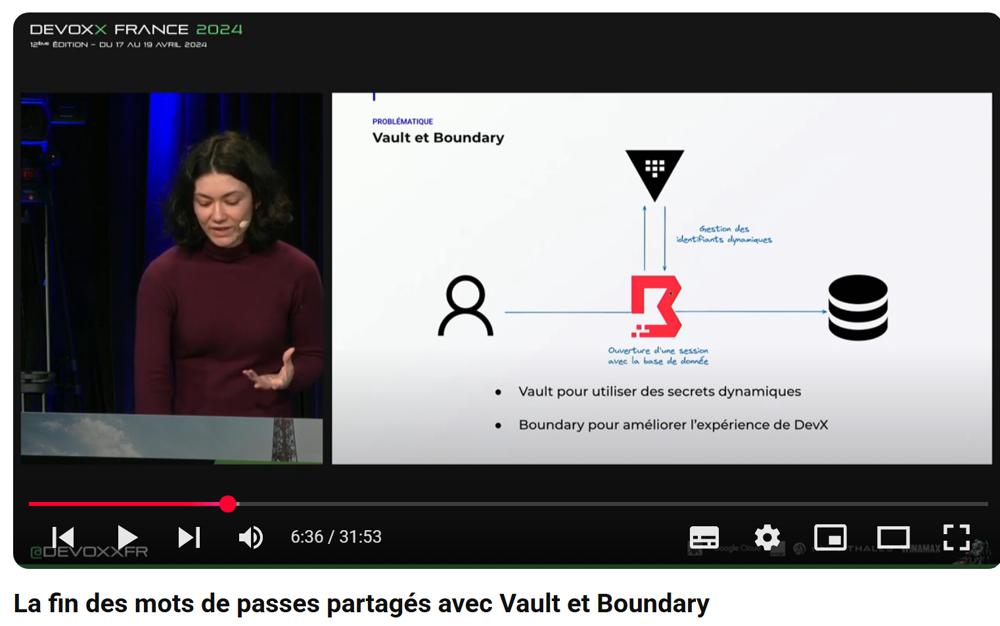 DEVOXX FRANCE 2024
12ÈME ÉDITION – DU 17 AU 19 AVRIL 2024
PROBLÉMATIQUE
Vault et Boundary
Gestion des
identifiants dynamiques
Ouverture d'une session
avec la base de donnée
● Vault pour utiliser des secrets dynamiques
● Boundary pour améliorer l'expérience de DevX
6:36 / 31:53
@DEVOXXFR
Google Cloud THALES WINAMAX
La fin des mots de passes partagés avec Vault et Boundary